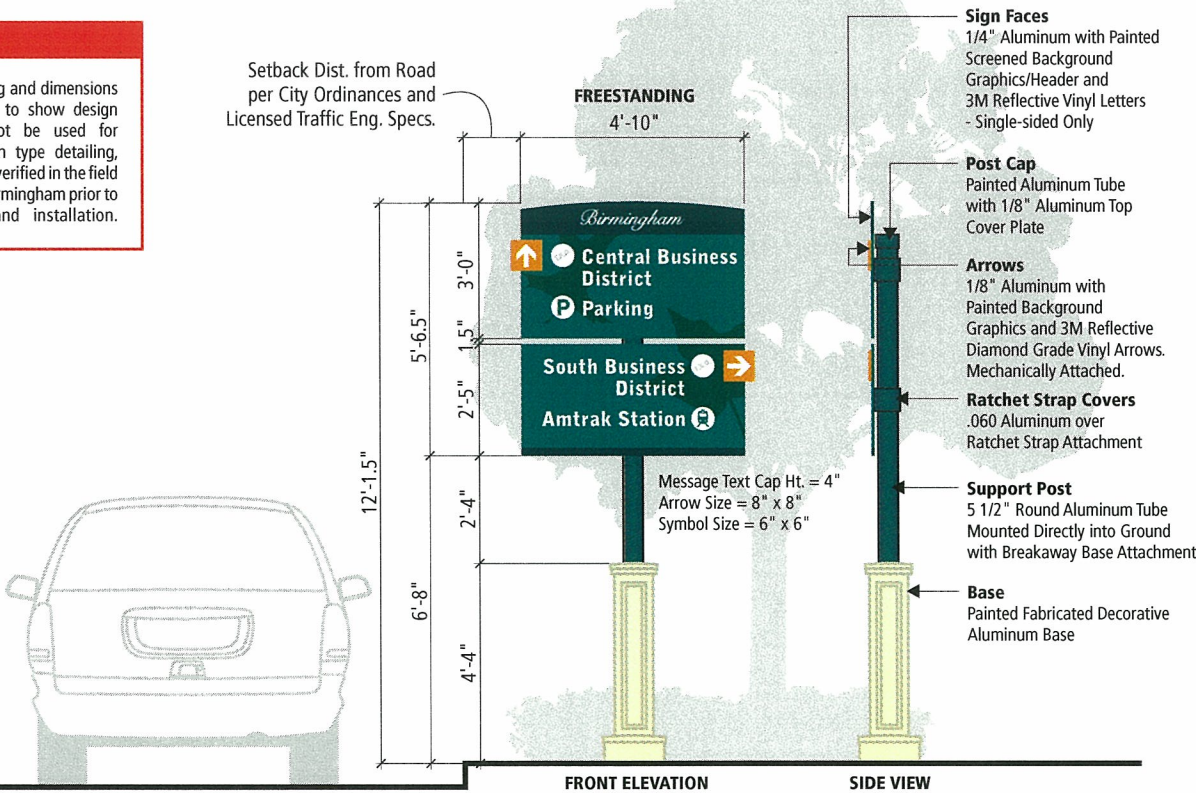 g and dimensions
to show design
ot be used for
n type detailing,
verified in the field
rmingham prior to
and installation.
Setback Dist. from Road
per City Ordinances and
Licensed Traffic Eng. Specs.
FREESTANDING
4'-10"
Birmingham
Central Business
District
P Parking
South Business
District
Amtrak Station
12'-1.5"
5'-6.5"
6'-8"
3'-0"
1.5"
2'-5"
2'-4"
4'-4"
Message Text Cap Ht. = 4"
Arrow Size = 8" x 8"
Symbol Size = 6" x 6"
Sign Faces
1/4" Aluminum with Painted
Screened Background
Graphics/Header and
3M Reflective Vinyl Letters
- Single-sided Only
Post Cap
Painted Aluminum Tube
with 1/8" Aluminum Top
Cover Plate
Arrows
1/8" Aluminum with
Painted Background
Graphics and 3M Reflective
Diamond Grade Vinyl Arrows.
Mechanically Attached.
Ratchet Strap Covers
.060 Aluminum over
Ratchet Strap Attachment
Support Post
5 1/2" Round Aluminum Tube
Mounted Directly into Ground
with Breakaway Base Attachment
Base
Painted Fabricated Decorative
Aluminum Base
FRONT ELEVATION
SIDE VIEW